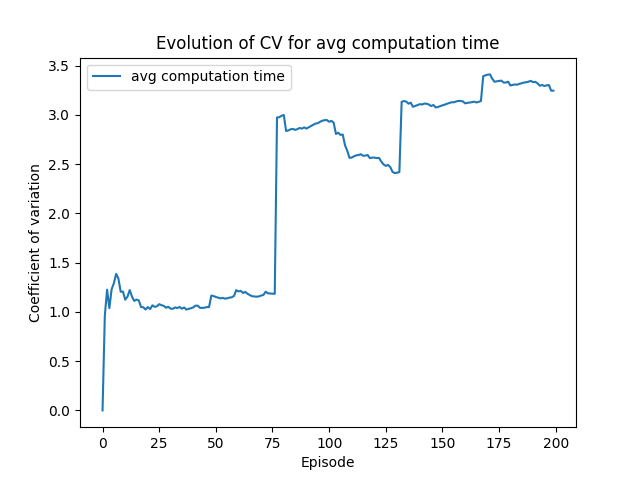 Evolution of CV for avg computation time
avg computation time
Coefficient of variation
3.5
3.0
2.5
2.0
1.5
1.0
0.5
0.0
0 25 50 75 100 125 150 175 200
Episode